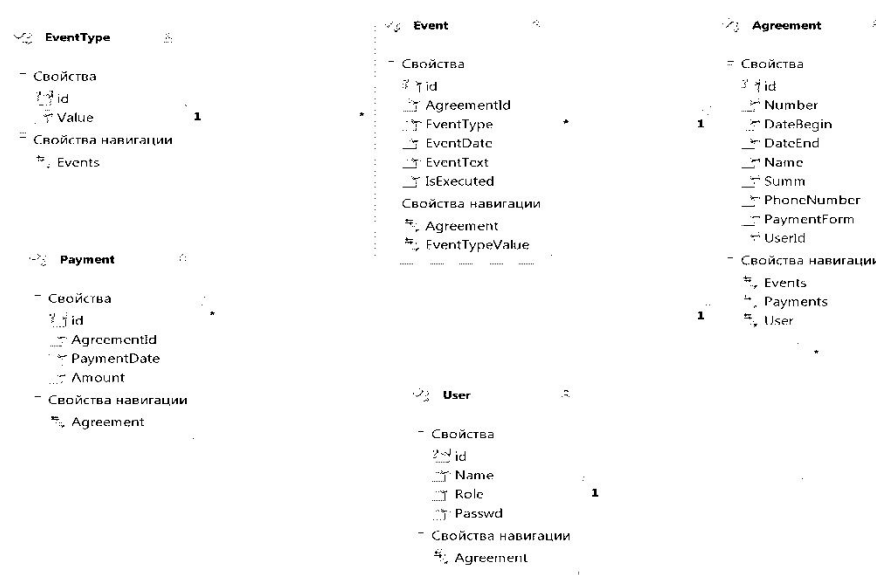 EventType
Свойства
id
Value
Свойства навигации
Events
1
*
Event
Свойства
id
AgreementId
EventType
EventDate
EventText
IsExecuted
Свойства навигации
Agreement
EventTypeValue
*
1
Agreement
Свойства
id
Number
DateBegin
DateEnd
Name
Summ
PhoneNumber
PaymentForm
UserId
Свойства навигации
Events
Payments
User
*
Payment
Свойства
id
AgreementId
PaymentDate
Amount
Свойства навигации
Agreement
*
1
User
Свойства
id
Name
Role
Passwd
Свойства навигации
Agreement
1